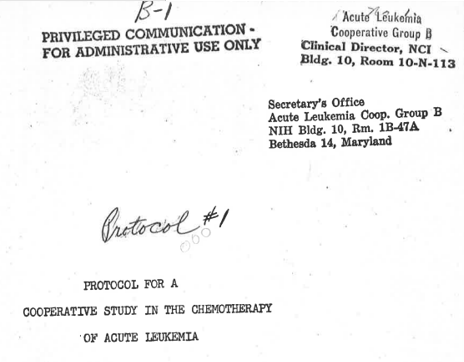 B-1
PRIVILEGED COMMUNICATION -
FOR ADMINISTRATIVE USE ONLY
Acute Leukemia
Cooperative Group B
Clinical Director, NCI
Bldg. 10, Room 10-N-113
Secretary's Office
Acute Leukemia Coop. Group B
NIH Bldg. 10, Rm. 1B-47A
Bethesda 14, Maryland
Protocol #1
000
PROTOCOL FOR A
COOPERATIVE STUDY IN THE CHEMOTHERAPY
OF ACUTE LEUKEMIA